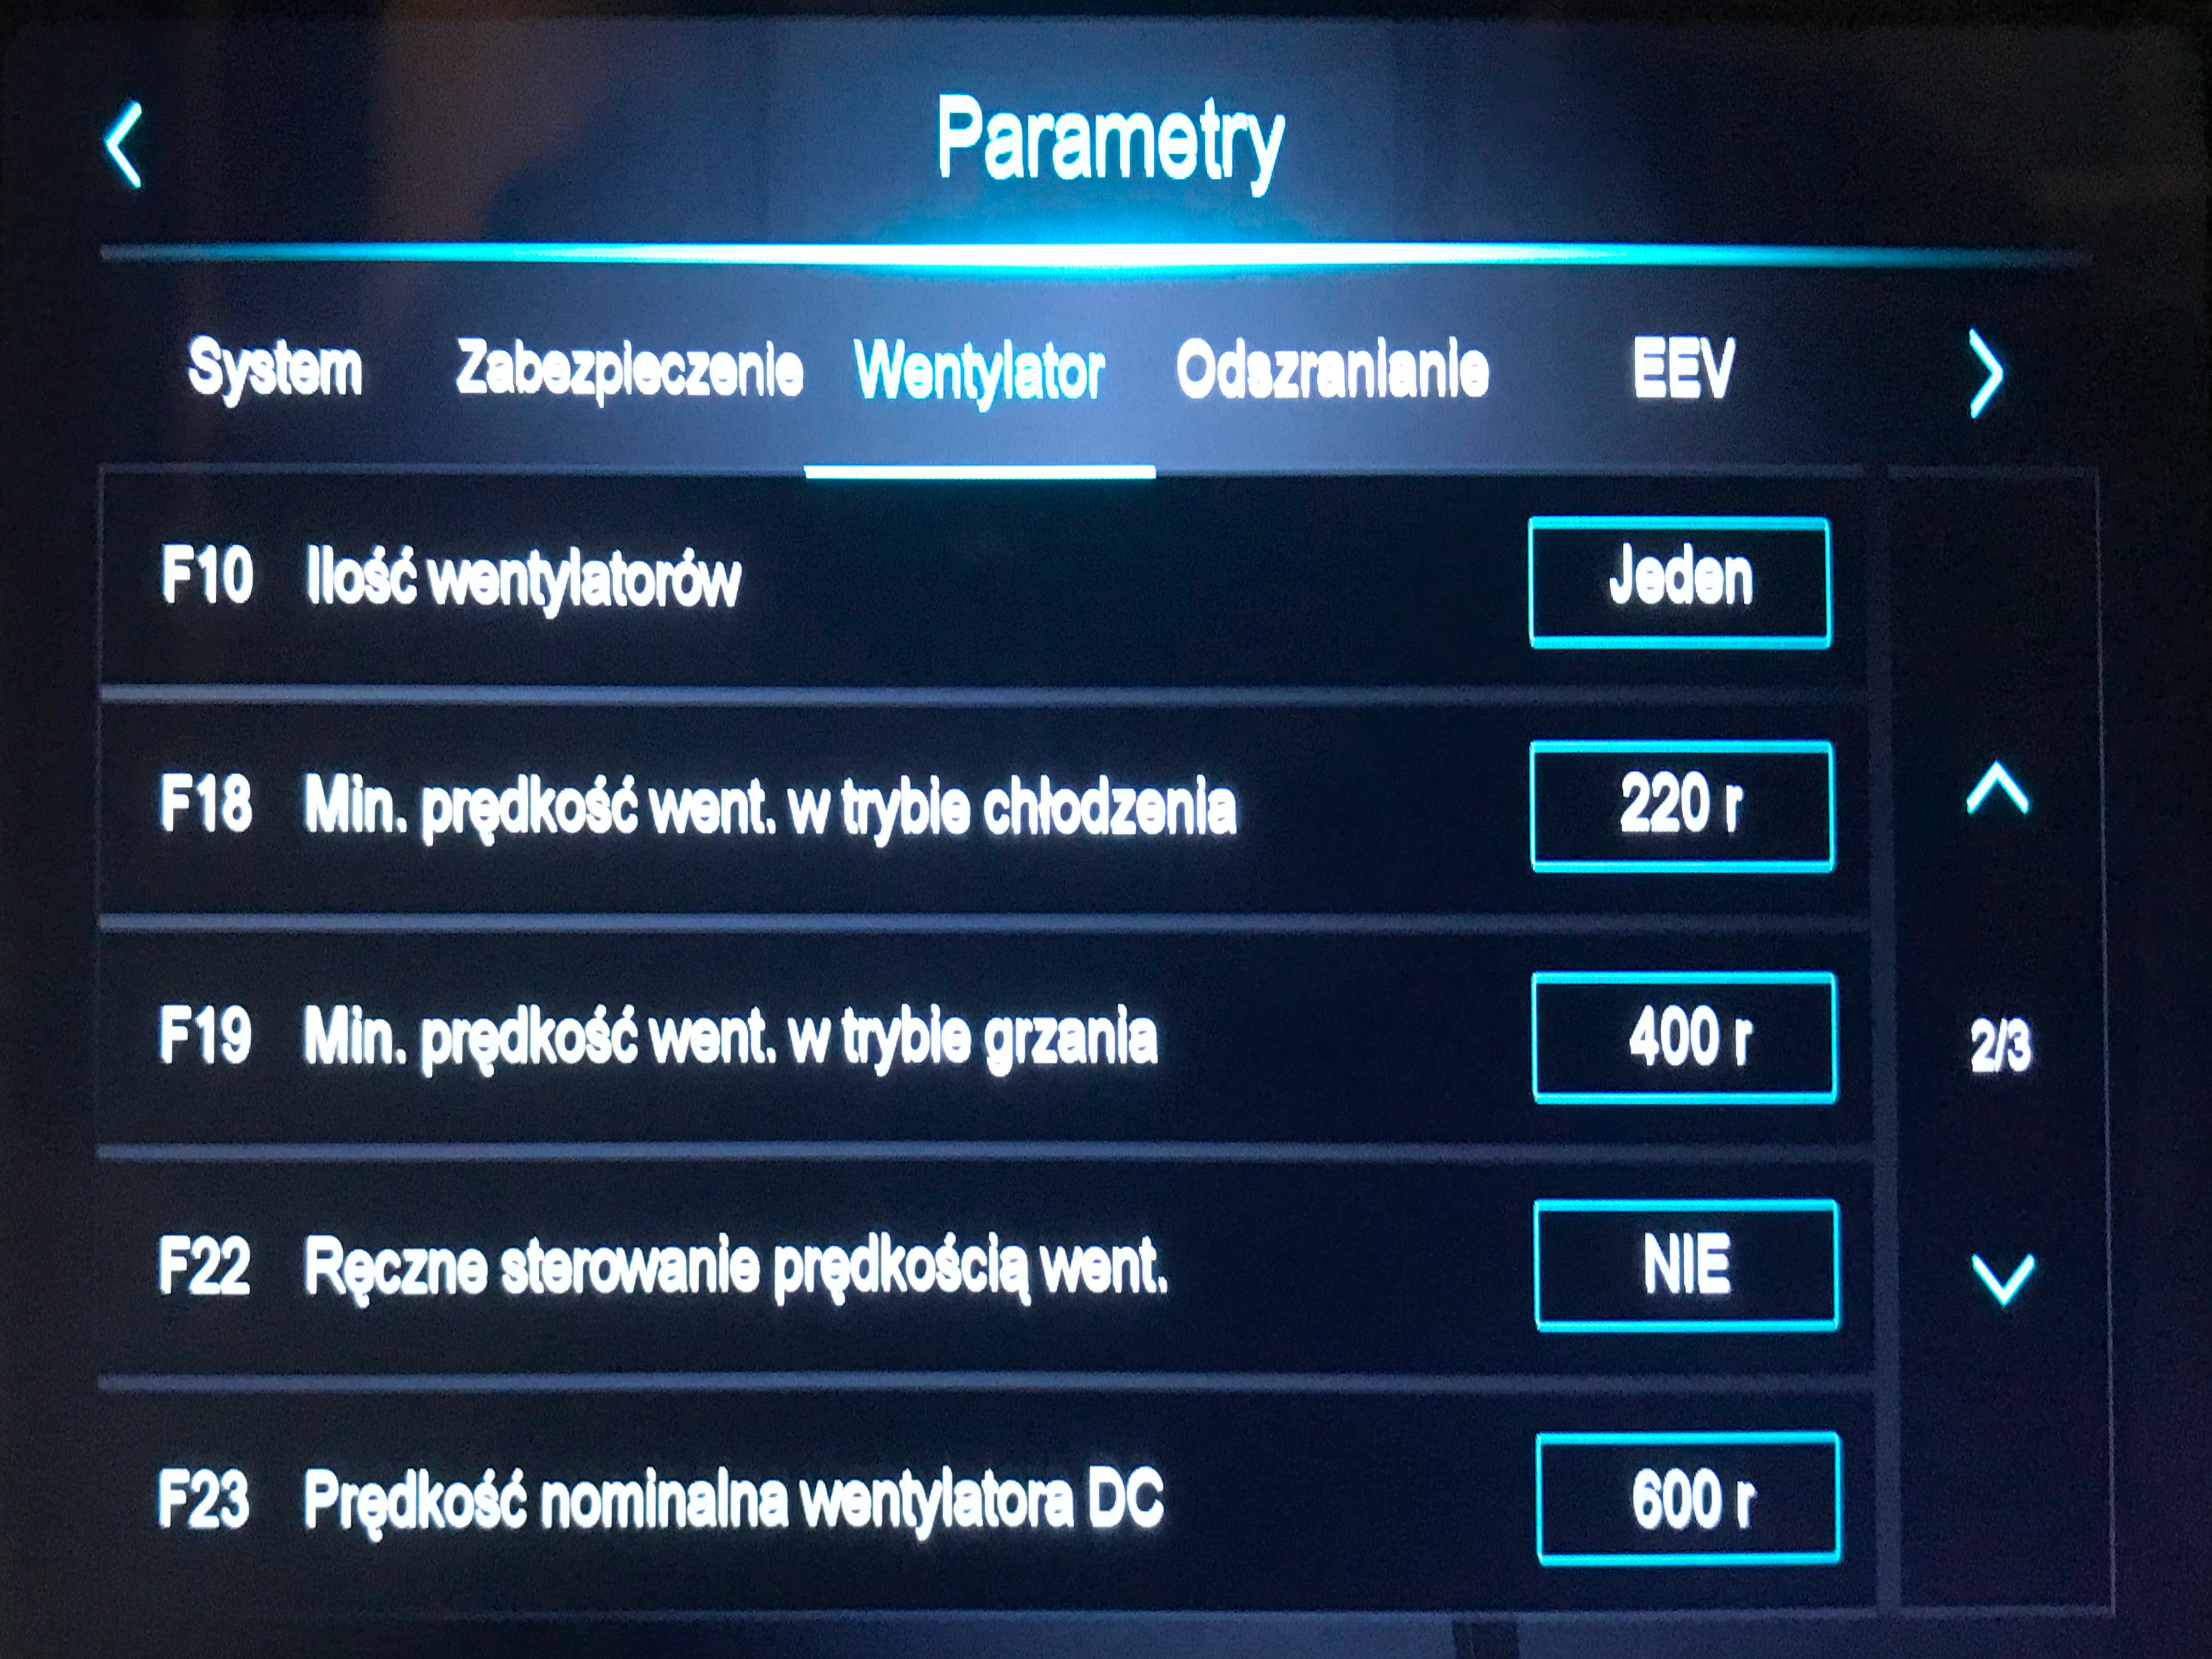 Parametry
System Zabezpieczenie Wentylator Odszranianie EEV
F10 Ilość wentylatorów Jeden
F18 Min. prędkość went. w trybie chłodzenia 220 r
F19 Min. prędkość went. w trybie grzania 400 r
2/3
F22 Ręczne sterowanie prędkością went. NIE
F23 Prędkość nominalna wentylatora DC 600 r